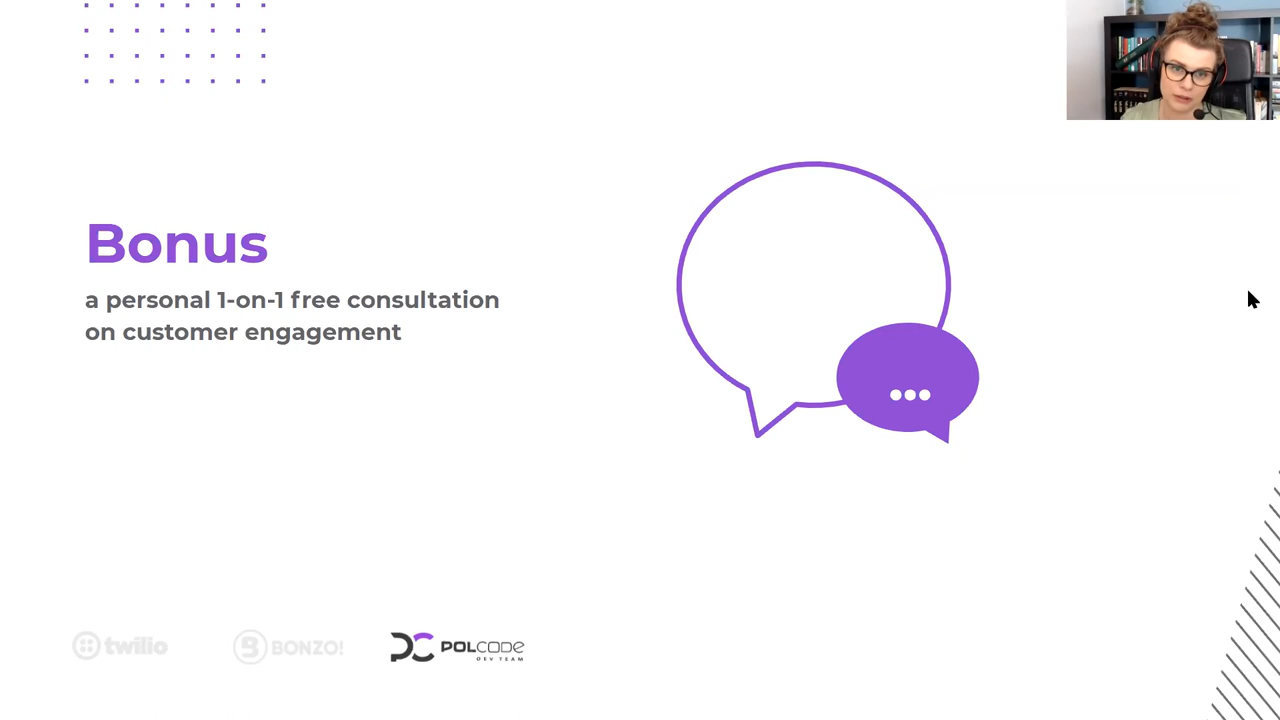 Bonus
a personal 1-on-1 free consultation
on customer engagement
twilio
BONZO!
POLCODE
DEV TEAM